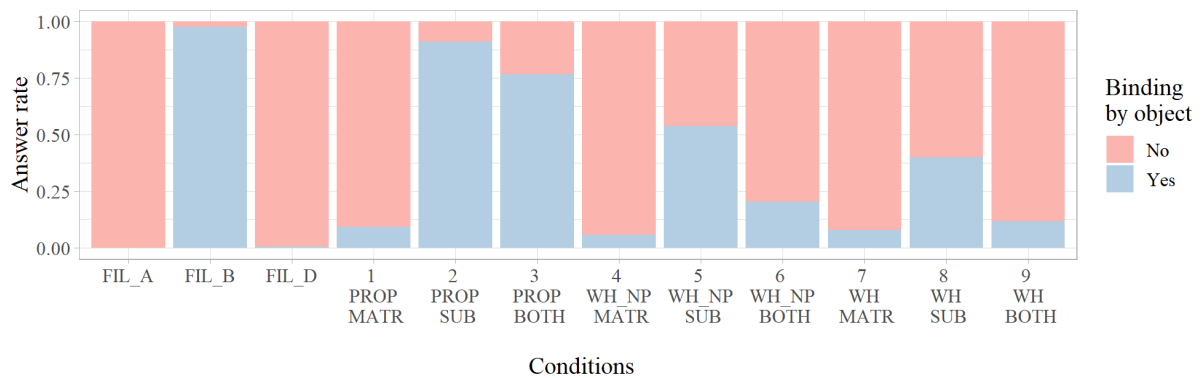 1.00
0.75
0.50
0.25
0.00
Answer rate
FIL_A FIL_B FIL_D 1 2 3 4 5 6 7 8 9
PROP PROP PROP WH_NP WH_NP WH_NP WH WH WH
MATR SUB BOTH MATR SUB BOTH MATR SUB BOTH
Conditions
Binding
by object
No
Yes